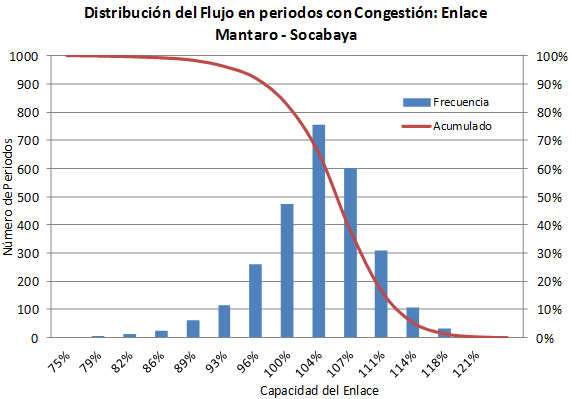 Distribución del Flujo en periodos con Congestión: Enlace
Mantaro - Socabaya
1000 100%
900 90%
800 80%
700 70%
600 60%
500 50%
400 40%
300 30%
200 20%
100 10%
0 0%
Frecuencia
Acumulado
Número de Periodos
75% 79% 82% 86% 89% 93% 96% 100% 104% 107% 111% 114% 118% 121%
Capacidad del Enlace